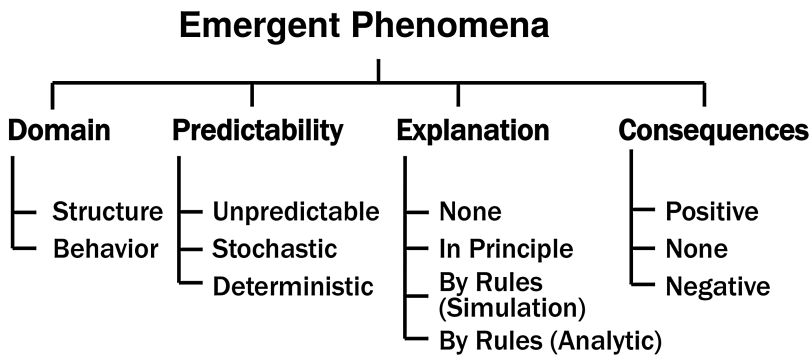 Emergent Phenomena
Domain
Structure
Behavior
Predictability
Unpredictable
Stochastic
Deterministic
Explanation
None
In Principle
By Rules
(Simulation)
By Rules (Analytic)
Consequences
Positive
None
Negative